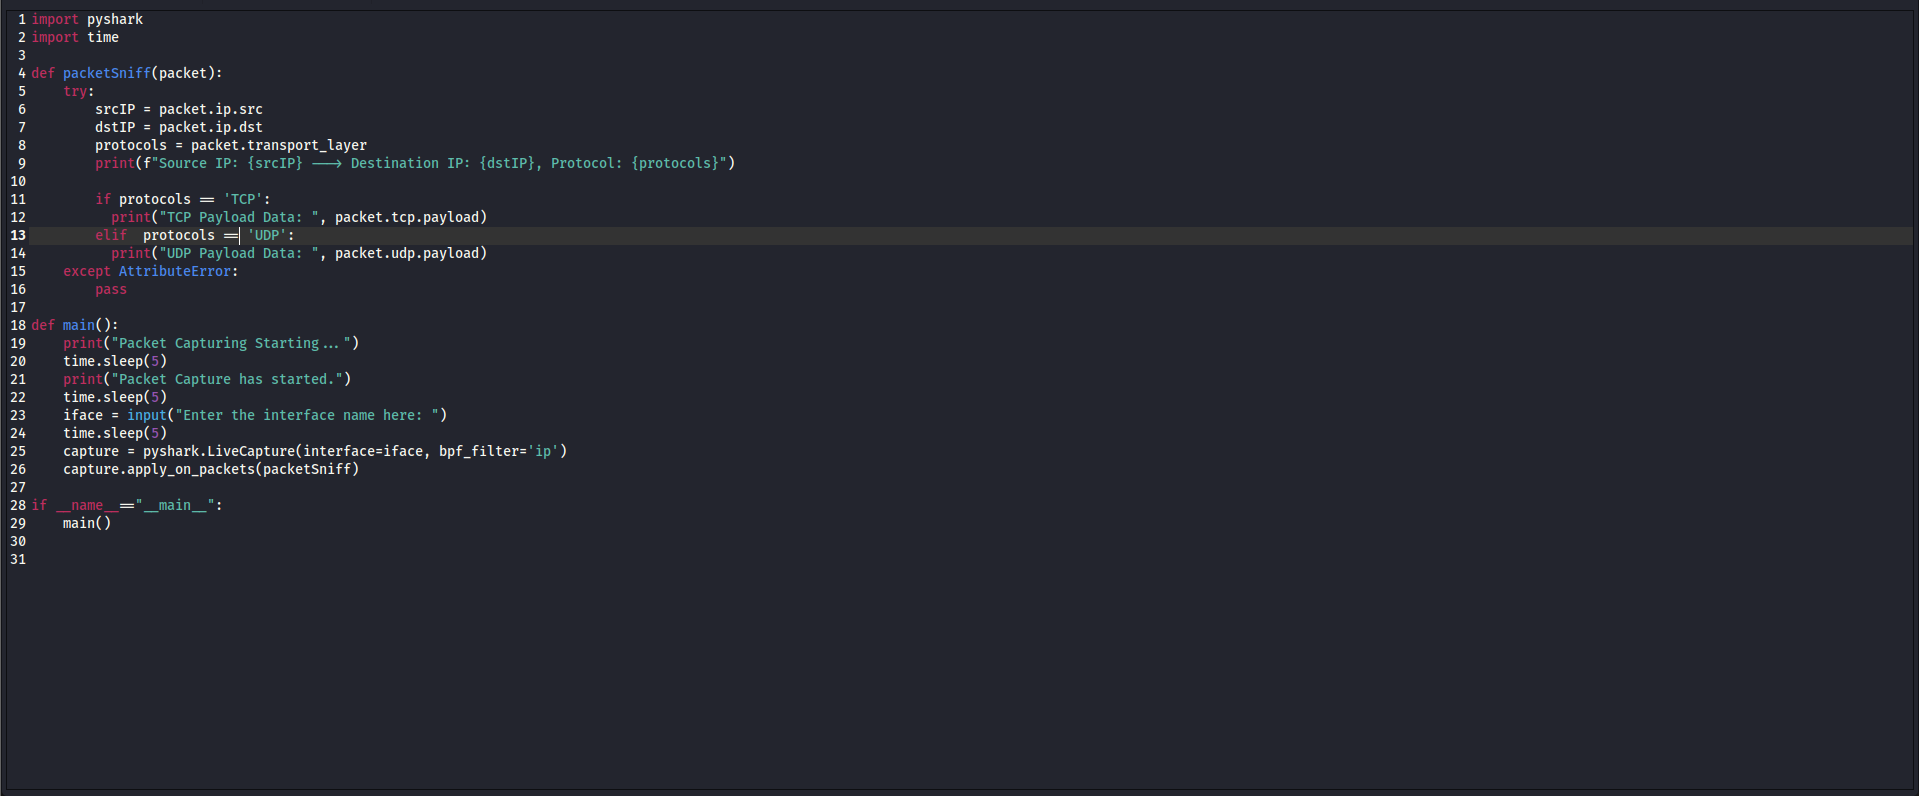 1 import pyshark
2 import time
3
4 def packetSniff(packet):
5     try:
6         srcIP = packet.ip.src
7         dstIP = packet.ip.dst
8         protocols = packet.transport_layer
9         print(f"Source IP: {srcIP} ---> Destination IP: {dstIP}, Protocol: {protocols}")
10
11         if protocols == 'TCP':
12           print("TCP Payload Data: ", packet.tcp.payload)
13         elif  protocols == 'UDP':
14           print("UDP Payload Data: ", packet.udp.payload)
15     except AttributeError:
16         pass
17
18 def main():
19     print("Packet Capturing Starting...")
20     time.sleep(5)
21     print("Packet Capture has started.")
22     time.sleep(5)
23     iface = input("Enter the interface name here: ")
24     time.sleep(5)
25     capture = pyshark.LiveCapture(interface=iface, bpf_filter='ip')
26     capture.apply_on_packets(packetSniff)
27
28 if __name__=="__main__":
29     main()
30
31